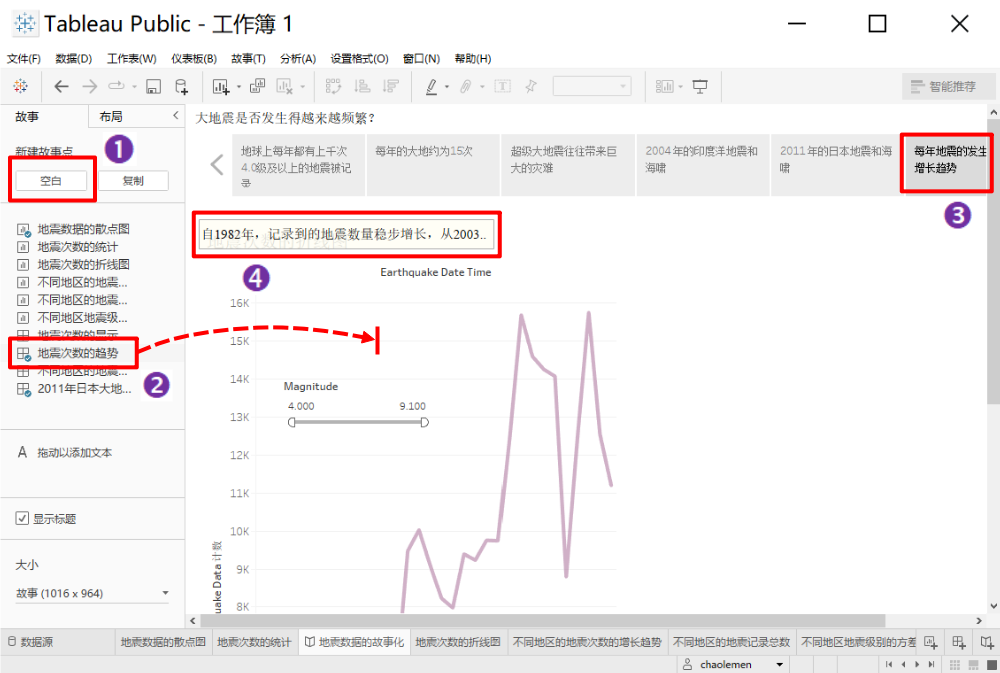 Tableau Public - 工作簿 1
文件(F) 数据(D) 工作表(W) 仪表板(B) 故事(T) 分析(A) 设置格式(O) 窗口(N) 帮助(H)
智能推荐
故事 布局
新建故事点
1
空白 复制
地震数据的散点图
地震次数的统计
地震次数的折线图
不同地区的地震...
不同地区的地震...
不同地区地震级...
地震次数的显示
地震次数的趋势
不同地区的地震...
2011年日本大地...
2
A 拖动以添加文本
显示标题
大小
故事 (1016 x 964)
大地震是否发生得越来越频繁?
地球上每年都有上千次
4.0级及以上的地震被记
录
每年的大地约为15次
超级大地震往往带来巨
大的灾难
2004 年的印度洋地震和
海啸
2011 年的日本地震和海
啸
每年地震的发生
增长趋势
3
自1982年，记录到的地震数量稳步增长，从2003..
4
Earthquake Date Time
16K
15K
14K
13K
12K
11K
10K
9K
8K
Magnitude
4.000 9.100
quake Data 计数
数据源 地震数据的散点图 地震次数的统计 地震数据的故事化 地震次数的折线图 不同地区的地震次数的增长趋势 不同地区的地震记录总数 不同地区地震级别的方差
chaolemen